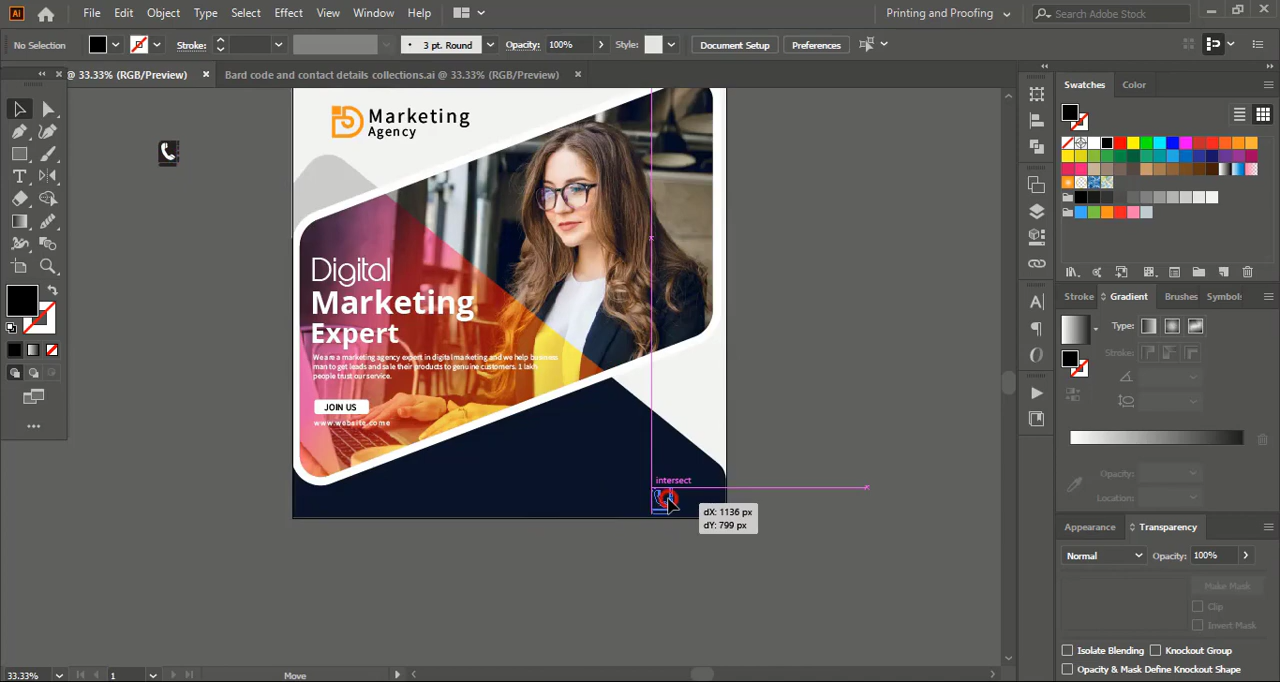 Ai File Edit Object Type Select Effect View Window Help Printing and Proofing Search Adobe Stock
No Selection Stroke: 3 pt. Round Opacity: 100% Style: Document Setup Preferences
@ 33.33% (RGB/Preview) Bard code and contact details collections.ai @ 33.33% (RGB/Preview)
Swatches Color
Marketing
Agency
Digital
Marketing
Expert
We are a marketing agency expert in digital marketing and we help business
man to get leads and sale their products to genuine customers. 1 lakh
people trust our service.
JOIN US
www.website.come
intersect
dX: 1136 px
dY: 799 px
Stroke Gradient Brushes Symbol:
Type:
Stroke:
Opacity:
Location:
Appearance Transparency
Normal Opacity: 100%
Make Mask
Clip
Invert Mask
Isolate Blending Knockout Group
Opacity & Mask Define Knockout Shape
33.33% 1 Move